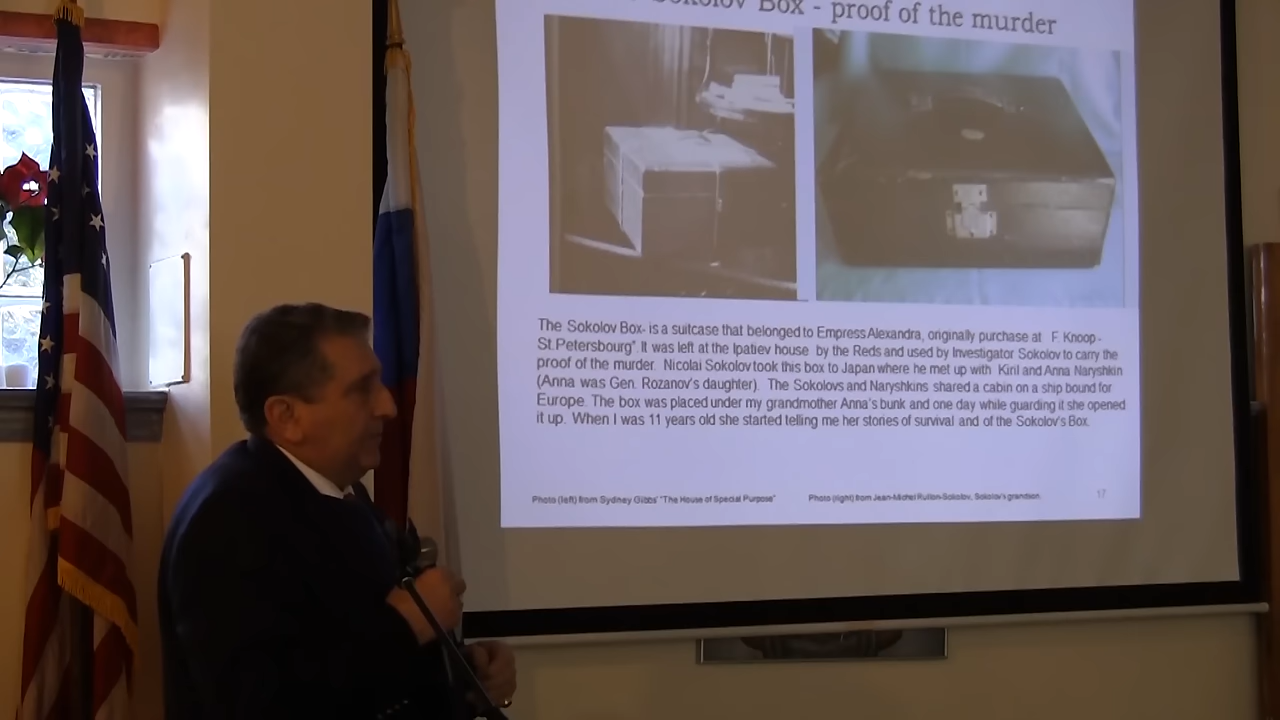 Sokolov Box - proof of the murder
The Sokolov Box- is a suitcase that belonged to Empress Alexandra, originally purchase at F. Knoop -
St.Petersbourg". It was left at the Ipatiev house by the Reds and used by Investigator Sokolov to carry the
proof of the murder. Nicolai Sokolov took this box to Japan where he met up with Kiril and Anna Naryshkin
(Anna was Gen. Rozanov's daughter). The Sokolovs and Naryshkins shared a cabin on a ship bound for
Europe. The box was placed under my grandmother Anna's bunk and one day while guarding it she opened
it up. When I was 11 years old she started telling me her stories of survival and of the Sokolov's Box.
Photo (left) from Sydney Gibbs' "The House of Special Purpose"
Photo (right) from Jean-Michel Rullon-Sokolov, Sokolov's grandson.
17